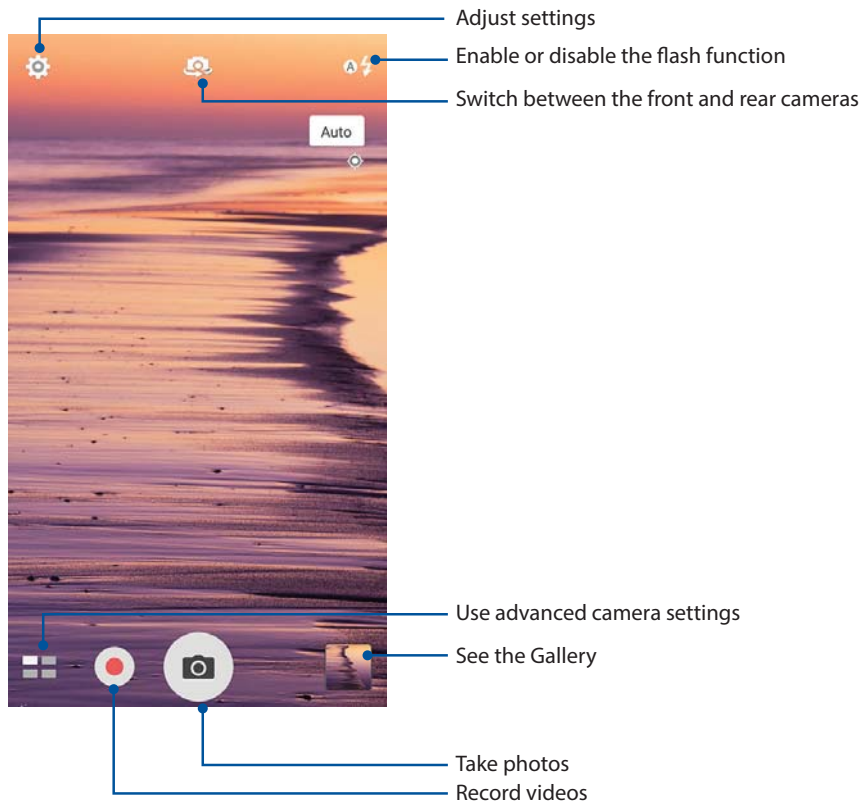 Adjust settings
Enable or disable the flash function
A
Switch between the front and rear cameras
Auto
Use advanced camera settings
See the Gallery
Take photos
Record videos